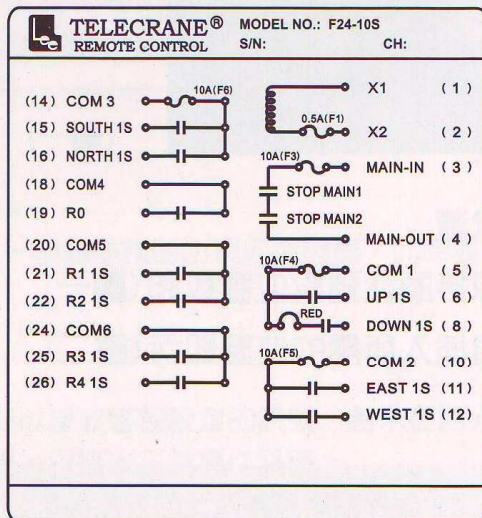 Lee
TELECRANE®
REMOTE CONTROL
MODEL NO.: F24-10S
S/N: CH:
(14) COM 3 10A(F6)
(15) SOUTH 1S
(16) NORTH 1S
(18) COM4
(19) R0
(20) COM5
(21) R1 1S
(22) R2 1S
(24) COM6
(25) R3 1S
(26) R4 1S
X1 (1)
0.5A(F1)
X2 (2)
10A(F3)
MAIN-IN (3)
STOP MAIN1
STOP MAIN2
MAIN-OUT (4)
10A(F4)
COM 1 (5)
UP 1S (6)
RED
DOWN 1S (8)
10A(F5)
COM 2 (10)
EAST 1S (11)
WEST 1S (12)